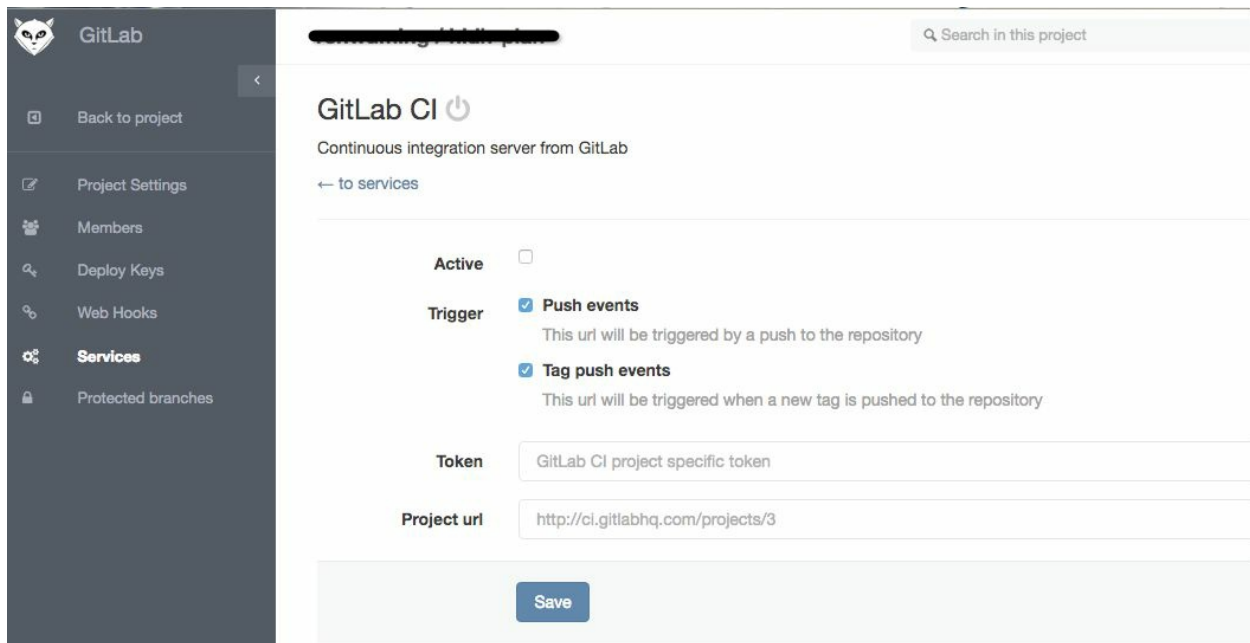 GitLab
Search in this project
Back to project
Project Settings
Members
Deploy Keys
Web Hooks
Services
Protected branches
GitLab CI
Continuous integration server from GitLab
← to services
Active
Trigger
Push events
This url will be triggered by a push to the repository
Tag push events
This url will be triggered when a new tag is pushed to the repository
Token
GitLab CI project specific token
Project url
http://ci.gitlabhq.com/projects/3
Save